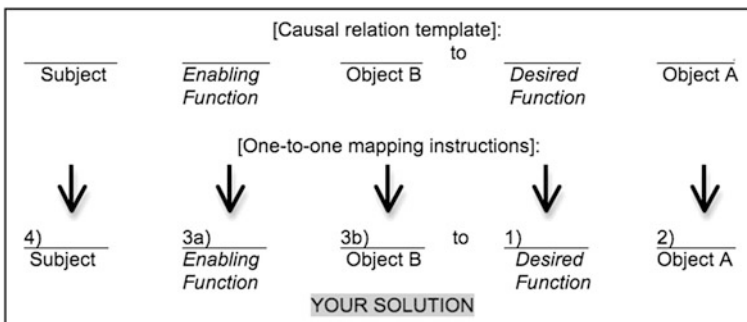 [Causal relation template]:
to
Subject Enabling Function Object B Desired Function Object A
[One-to-one mapping instructions]:
4) 3a) 3b) to 1) 2)
Subject Enabling Function Object B Desired Function Object A
YOUR SOLUTION